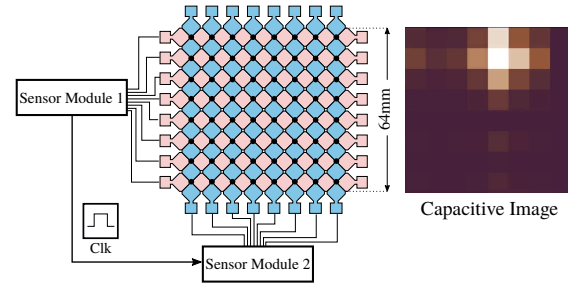 Sensor Module 1
64mm
Capacitive Image
Clk
Sensor Module 2